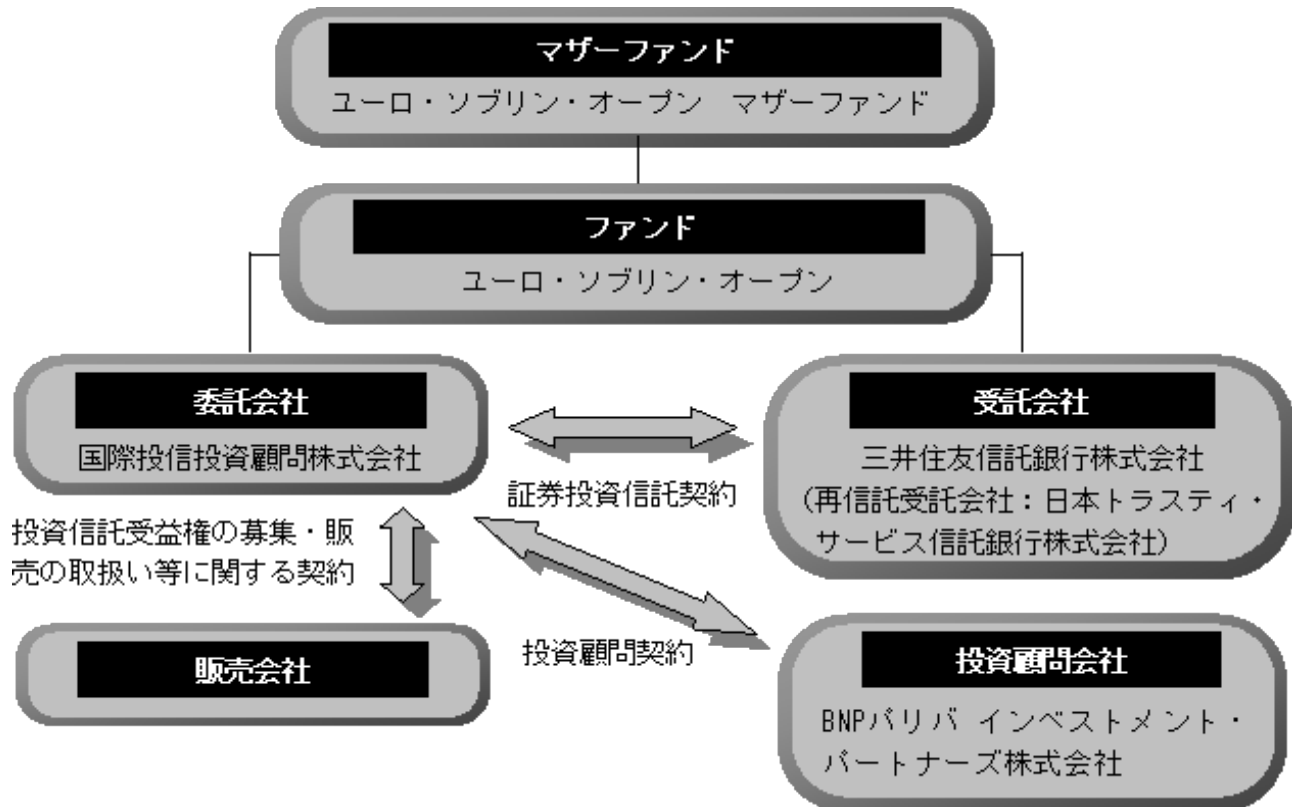 マザーファンド
ユーロ・ソブリン・オープン　マザーファンド
ファンド
ユーロ・ソブリン・オープン
委託会社
国際投信投資顧問株式会社
受託会社
三井住友信託銀行株式会社
(再信託受託会社：日本トラスティ・
サービス信託銀行株式会社)
証券投資信託契約
投資信託受益権の募集・販
売の取扱い等に関する契約
投資顧問契約
販売会社
投資顧問会社
BNPパリバ インベストメント・
パートナーズ株式会社